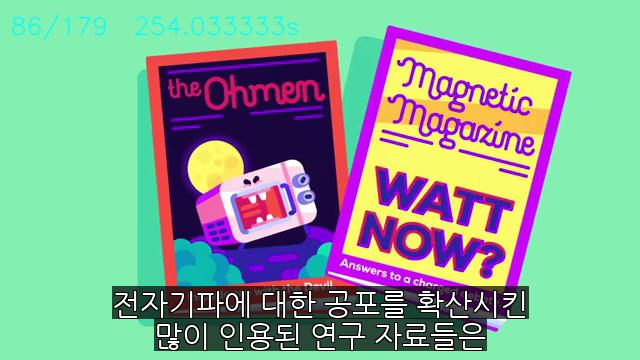 86/179 254.033333s
the Ohmen
Magnetic
Magazine
WATT
NOW?
Answers to a
전자기파에 대한 공포를 확산시킨
많이 인용된 연구 자료들은